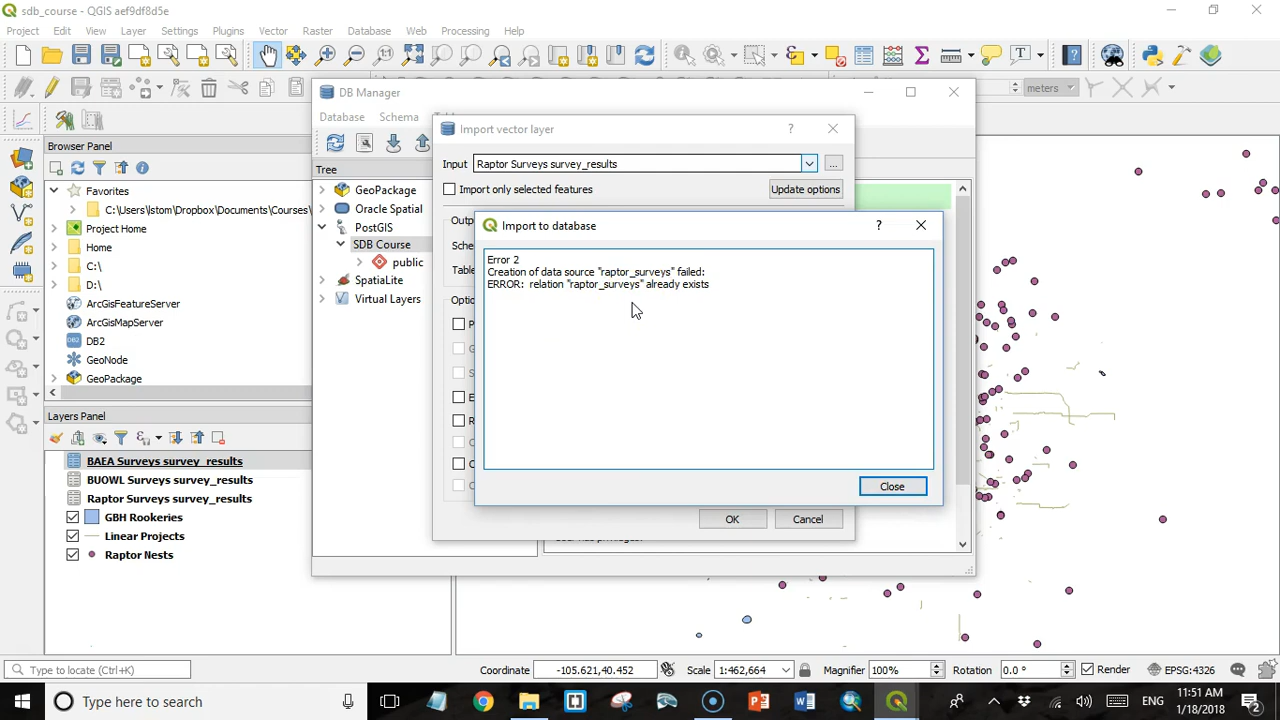 sdb_course - QGIS aef9df8d5e
Project Edit View Layer Settings Plugins Vector Raster Database Web Processing Help
meters
DB Manager
Database Schema
Import vector layer
Input Raptor Surveys survey_results
Import only selected features
Update options
Tree
GeoPackage
Oracle Spatial
PostGIS
SDB Course
public
SpatiaLite
Virtual Layers
Import to database
Error 2
Creation of data source "raptor_surveys" failed:
ERROR: relation "raptor_surveys" already exists
Close
OK
Cancel
Browser Panel
Favorites
C:\Users\lstom\Dropbox\Documents\Courses\
Project Home
Home
C:\
D:\
ArcGisFeatureServer
ArcGisMapServer
DB2
GeoNode
GeoPackage
Layers Panel
BAEA Surveys survey_results
BUOWL Surveys survey_results
Raptor Surveys survey_results
GBH Rookeries
Linear Projects
Raptor Nests
Type to locate (Ctrl+K)
Coordinate -105.621,40.452
Scale 1:462,664
Magnifier 100%
Rotation 0.0 °
Render
EPSG:4326
Type here to search
ENG
11:51 AM
1/18/2018
2